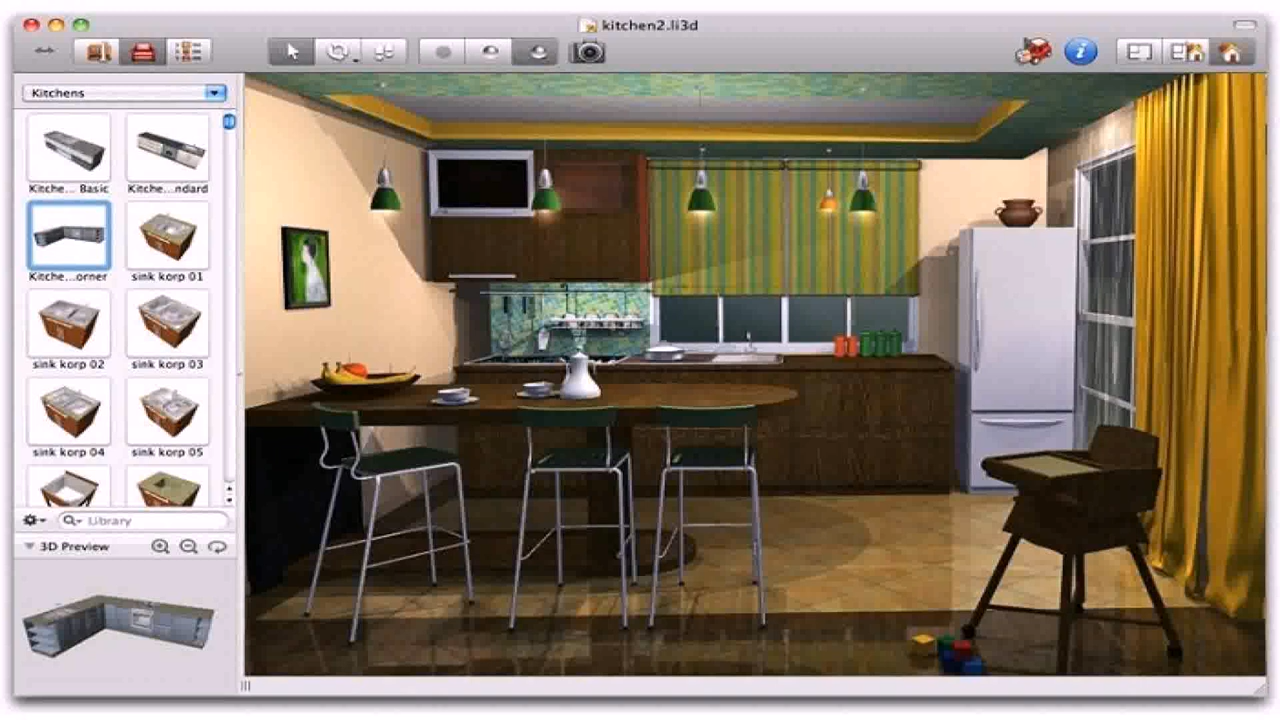 kitchen2.li3d
Kitchens
Kitche... Basic
Kitche...ndard
Kitche...orner
sink korp 01
sink korp 02
sink korp 03
sink korp 04
sink korp 05
Library
3D Preview